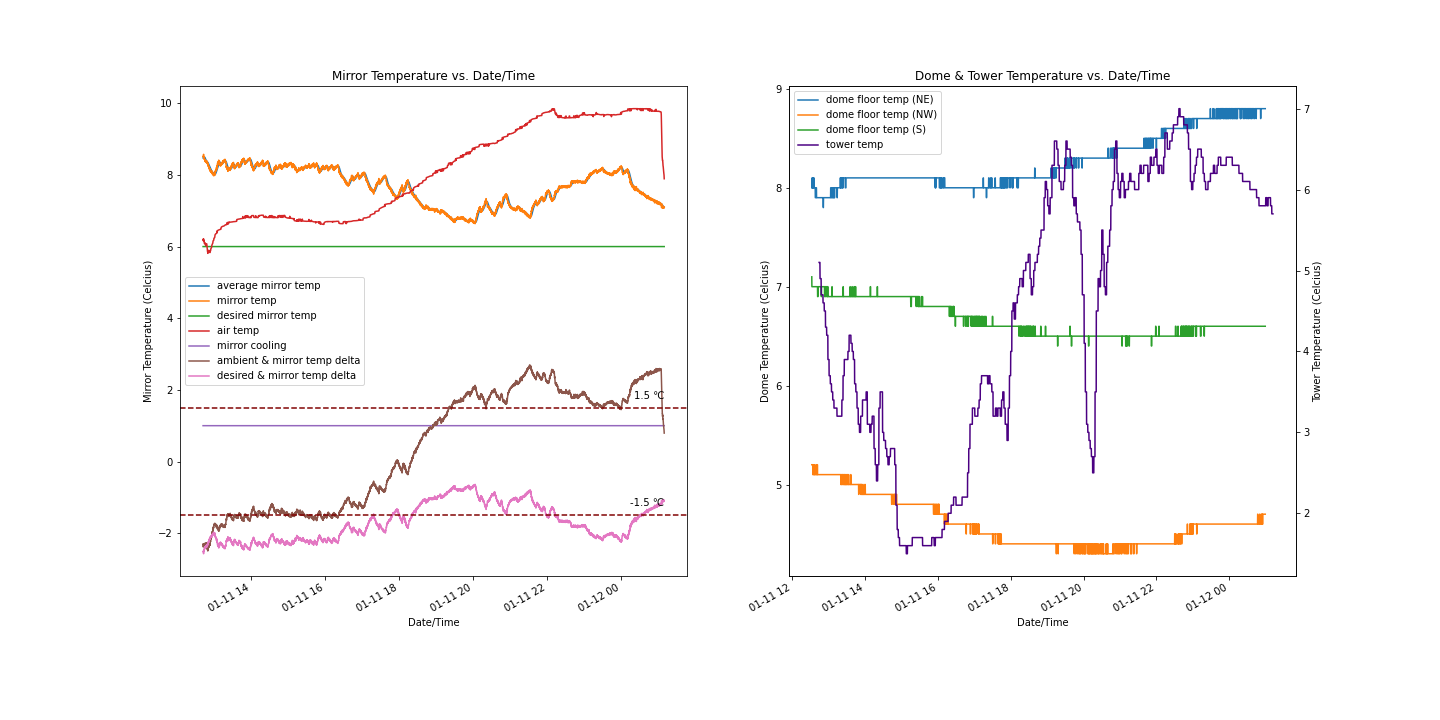 Mirror Temperature vs. Date/Time
Mirror Temperature (Celcius)
10
8
6
4
2
0
−2
average mirror temp
mirror temp
desired mirror temp
air temp
mirror cooling
ambient & mirror temp delta
desired & mirror temp delta
1.5 °C
-1.5 °C
01-11 14
01-11 16
01-11 18
01-11 20
01-11 22
01-12 00
Date/Time
Dome & Tower Temperature vs. Date/Time
Dome Temperature (Celcius)
9
8
7
6
5
dome floor temp (NE)
dome floor temp (NW)
dome floor temp (S)
tower temp
7
6
5
4
3
2
Tower Temperature (Celcius)
01-11 12
01-11 14
01-11 16
01-11 18
01-11 20
01-11 22
01-12 00
Date/Time